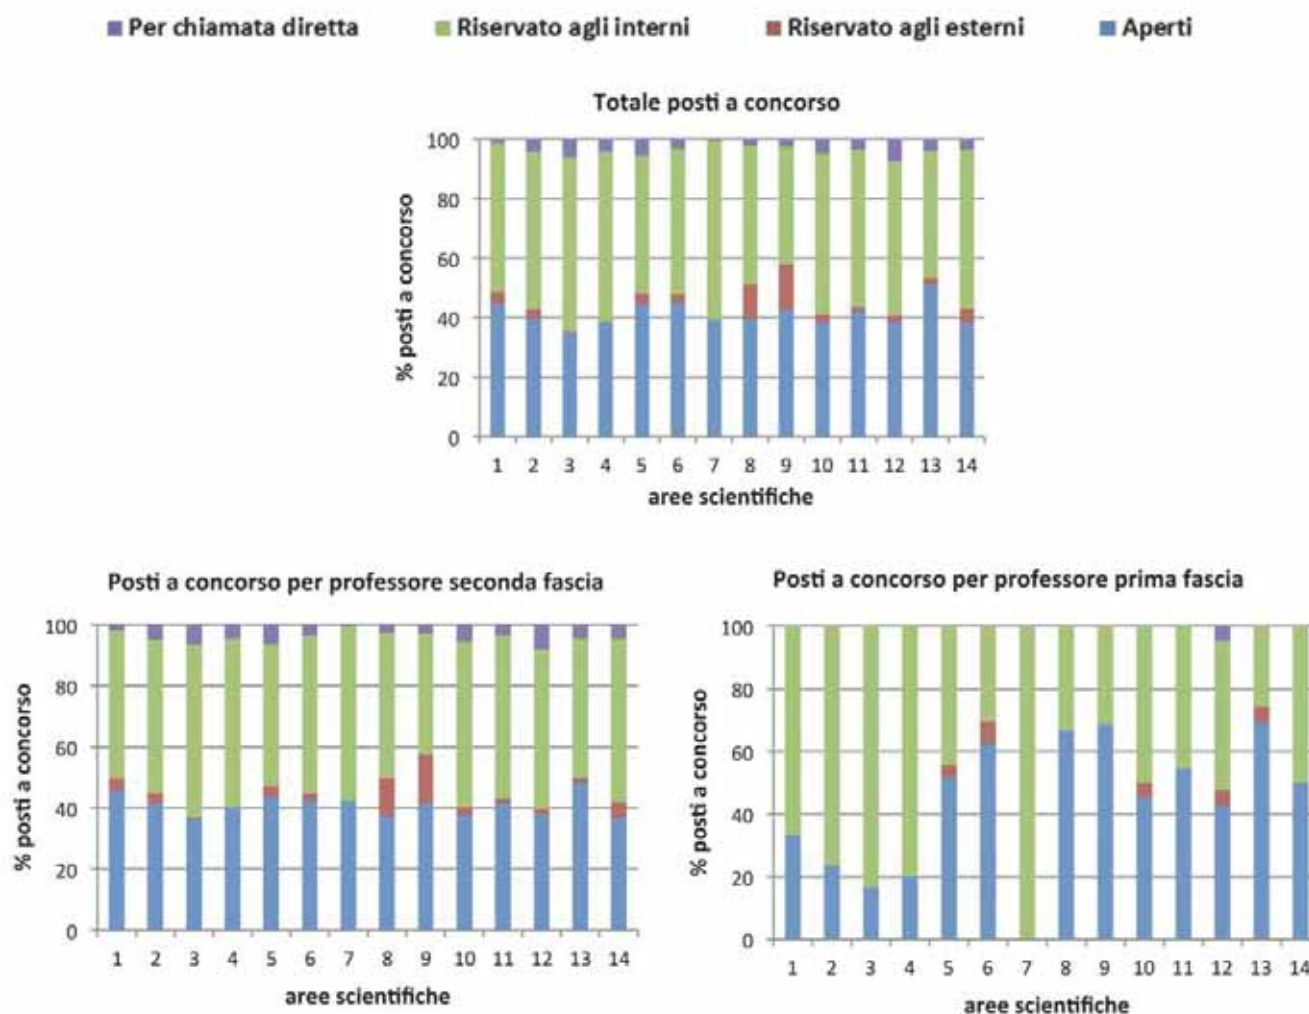 Per chiamata diretta Riservato agli interni Riservato agli esterni Aperti
Totale posti a concorso
100
80
60
40
20
0
% posti a concorso
1 2 3 4 5 6 7 8 9 10 11 12 13 14
aree scientifiche
Posti a concorso per professore seconda fascia
100
80
60
40
20
0
% posti a concorso
1 2 3 4 5 6 7 8 9 10 11 12 13 14
aree scientifiche
Posti a concorso per professore prima fascia
100
80
60
40
20
0
% posti a concorso
1 2 3 4 5 6 7 8 9 10 11 12 13 14
aree scientifiche